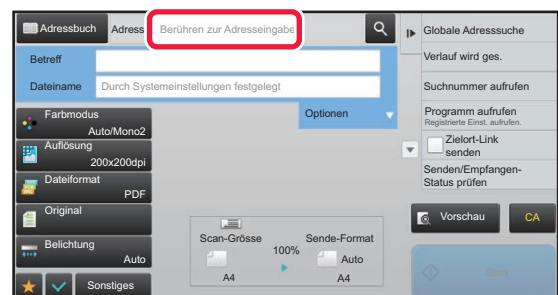 Adressbuch
Adress
Berühren zur Adresseingabe
Betreff
Dateiname
Durch Systemeinstellungen festgelegt
Optionen
Farbmodus
Auto/Mono2
Auflösung
200x200dpi
Dateiformat
PDF
Original
Belichtung
Auto
Sonstiges
Scan-Grösse
A4
100%
Sende-Format
Auto
A4
Globale Adresssuche
Verlauf wird ges.
Suchnummer aufrufen
Programm aufrufen
Registrierte Einst. aufrufen.
Zielort-Link
senden
Senden/Empfangen-
Status prüfen
Vorschau
CA
Start